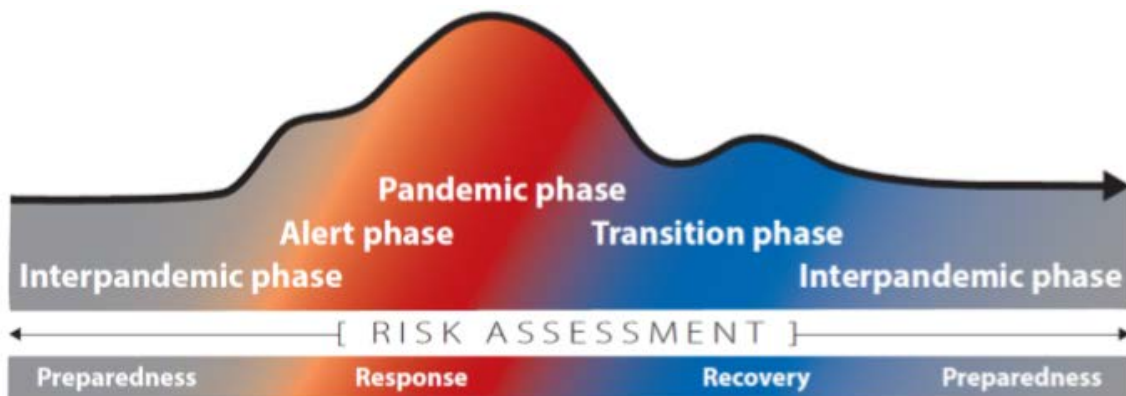 Pandemic phase
Alert phase
Transition phase
Interpandemic phase
Interpandemic phase
[ RISK ASSESSMENT ]
Preparedness
Response
Recovery
Preparedness